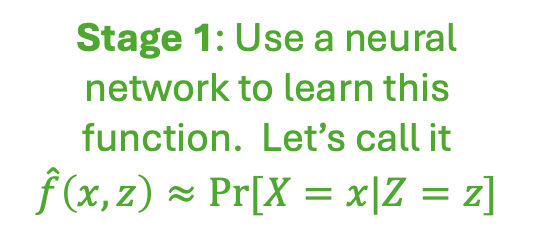 Stage 1: Use a neural
network to learn this
function. Let's call it
f̂(x, z) ≈ Pr[X = x|Z = z]